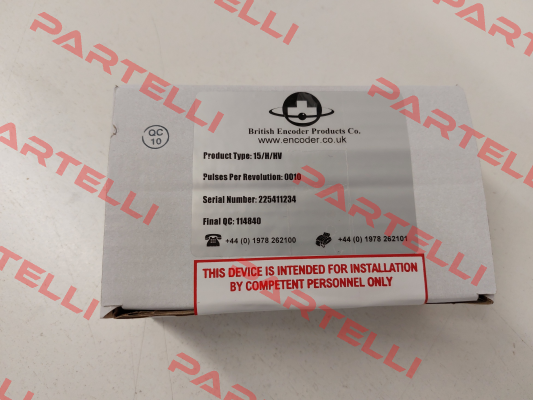 PARTELLI
QC
10
British Encoder Products Co.
www.encoder.co.uk
Product Type: 15/H/HV
Pulses Per Revolution: 0010
Serial Number: 225411234
Final QC: 114840
+44 (0) 1978 262100
+44 (0) 1978 262101
THIS DEVICE IS INTENDED FOR INSTALLATION
BY COMPETENT PERSONNEL ONLY
PARTELLI
PARTELLI
PARTELLI
PARTELLI
PARTELLI